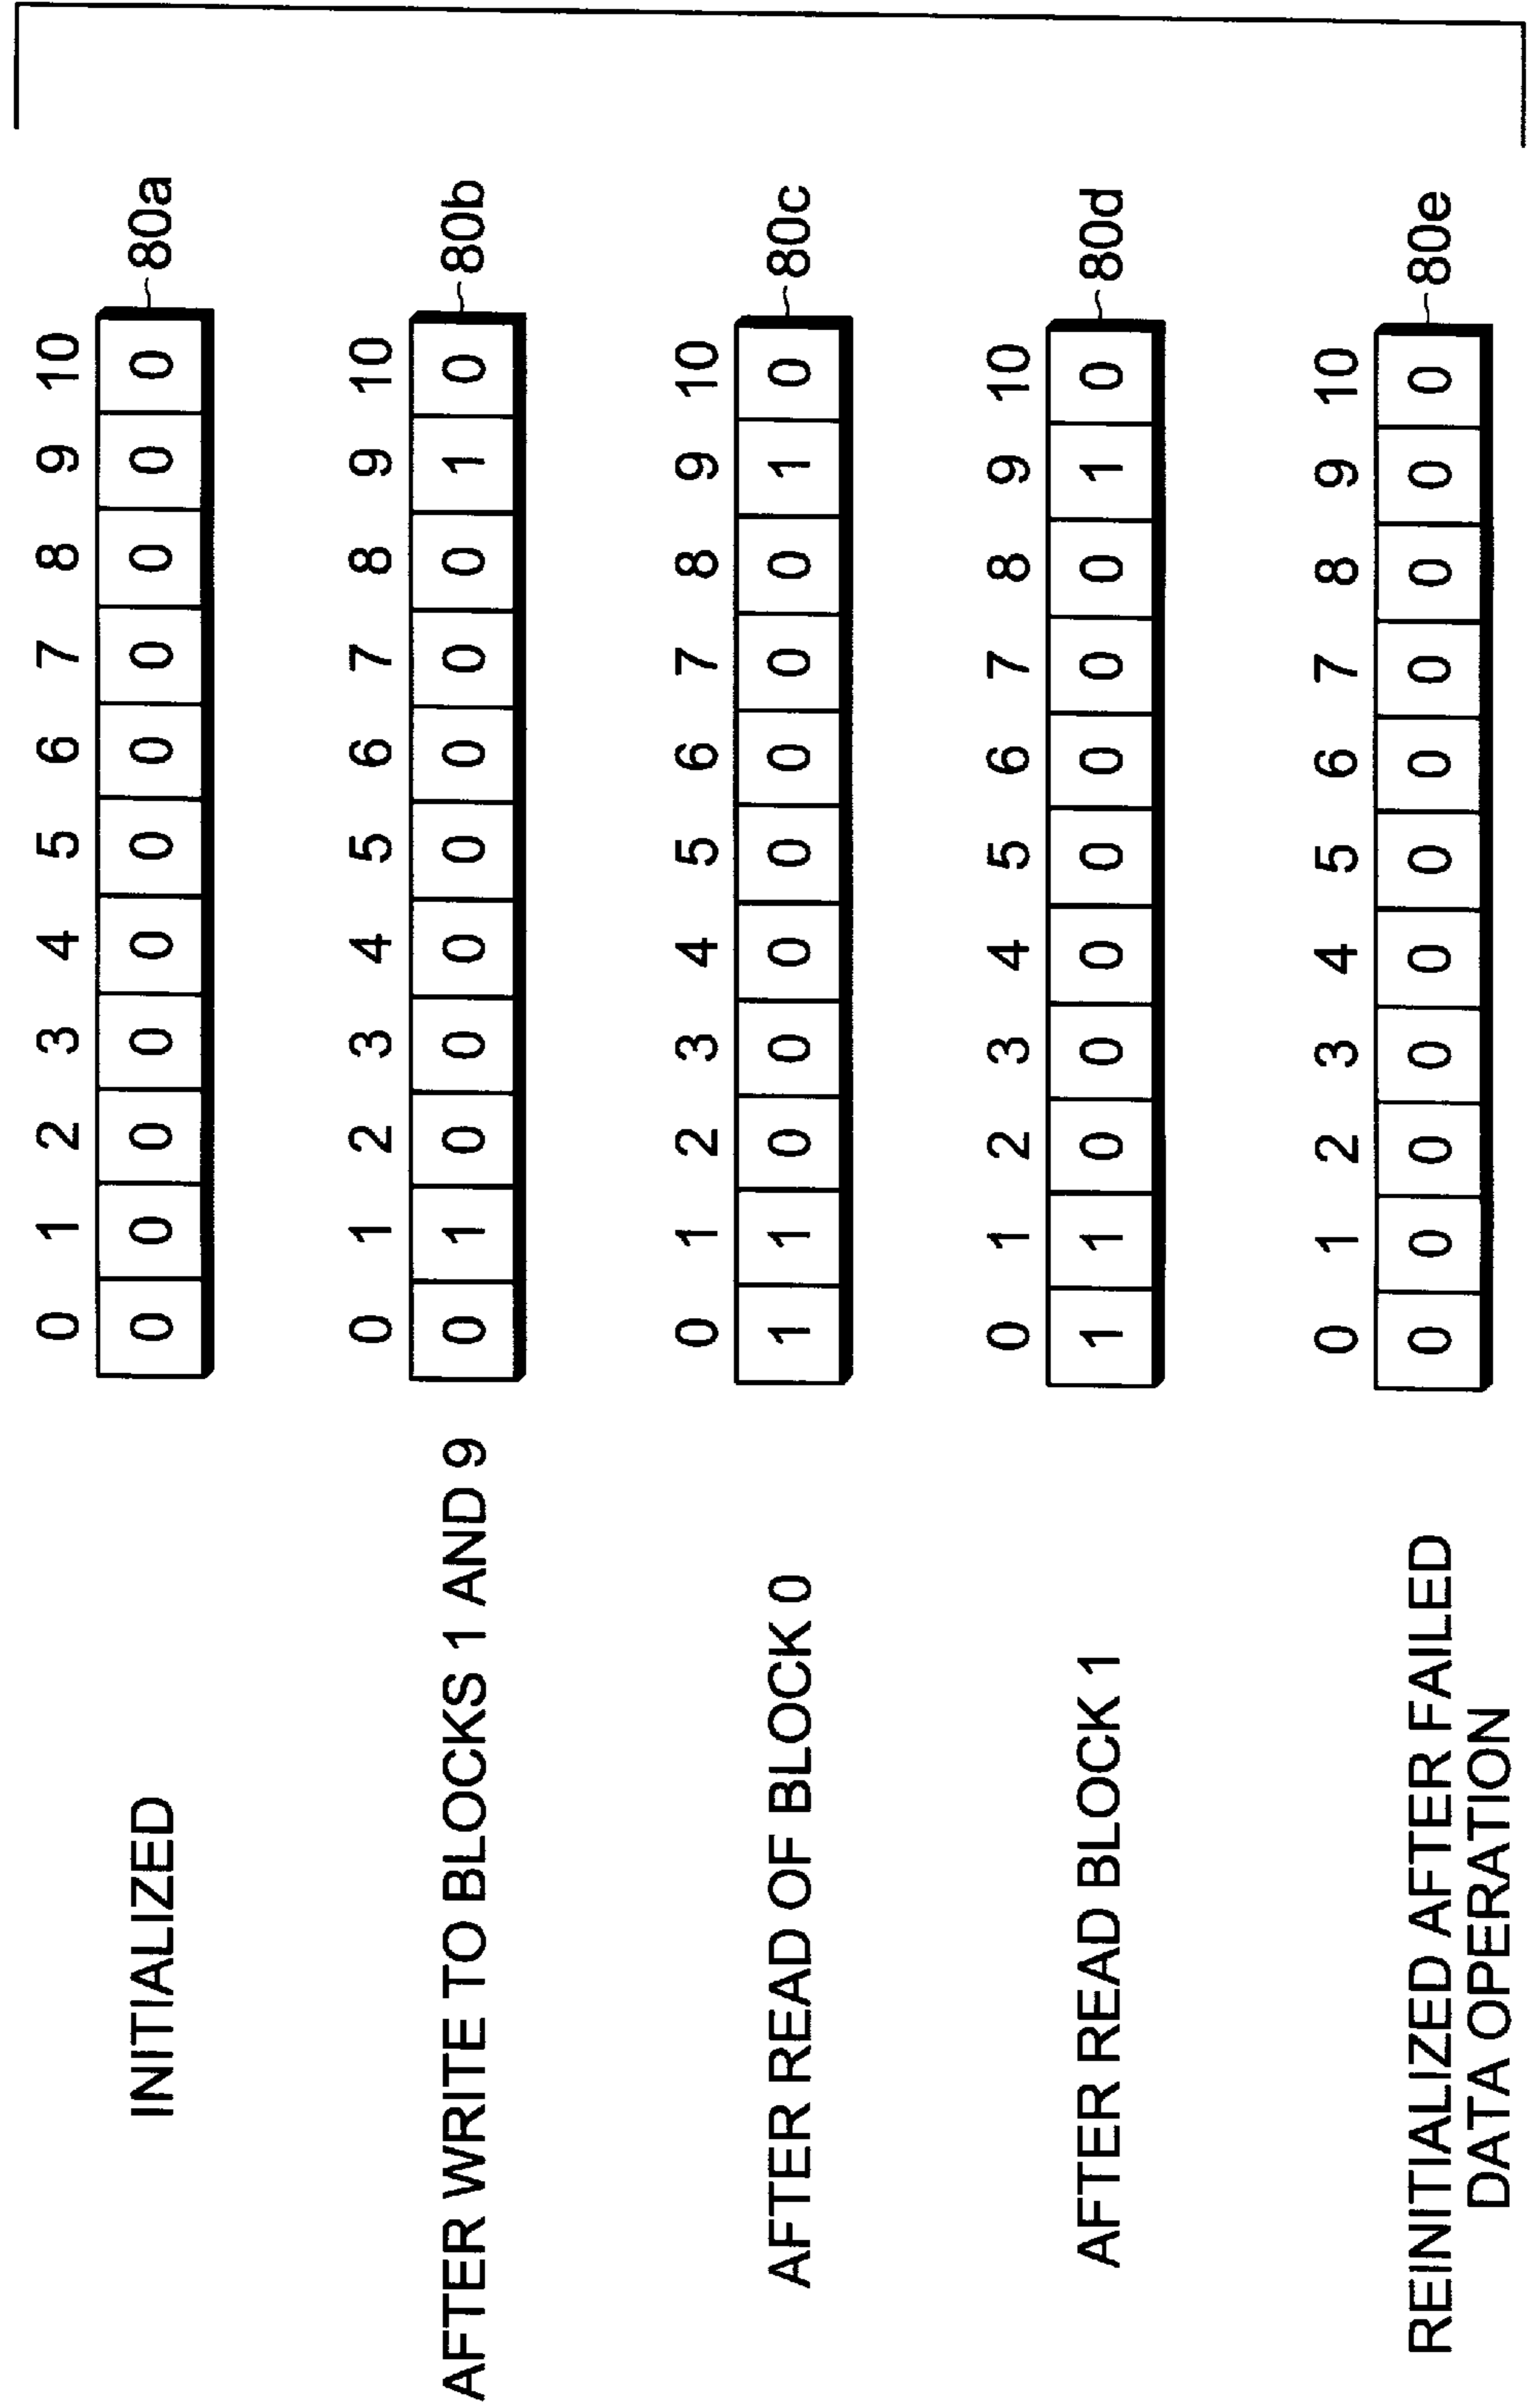 0 1 2 3 4 5 6 7 8 9 10
INITIALIZED 0 0 0 0 0 0 0 0 0 0 0 80a
0 1 2 3 4 5 6 7 8 9 10
AFTER WRITE TO BLOCKS 1 AND 9 0 1 0 0 0 0 0 0 0 1 0 80b
0 1 2 3 4 5 6 7 8 9 10
AFTER READ OF BLOCK 0 1 1 0 0 0 0 0 0 0 1 0 80c
0 1 2 3 4 5 6 7 8 9 10
AFTER READ BLOCK 1 1 1 0 0 0 0 0 0 0 1 0 80d
0 1 2 3 4 5 6 7 8 9 10
REINITIALIZED AFTER FAILED 0 0 0 0 0 0 0 0 0 0 0 80e
DATA OPERATION